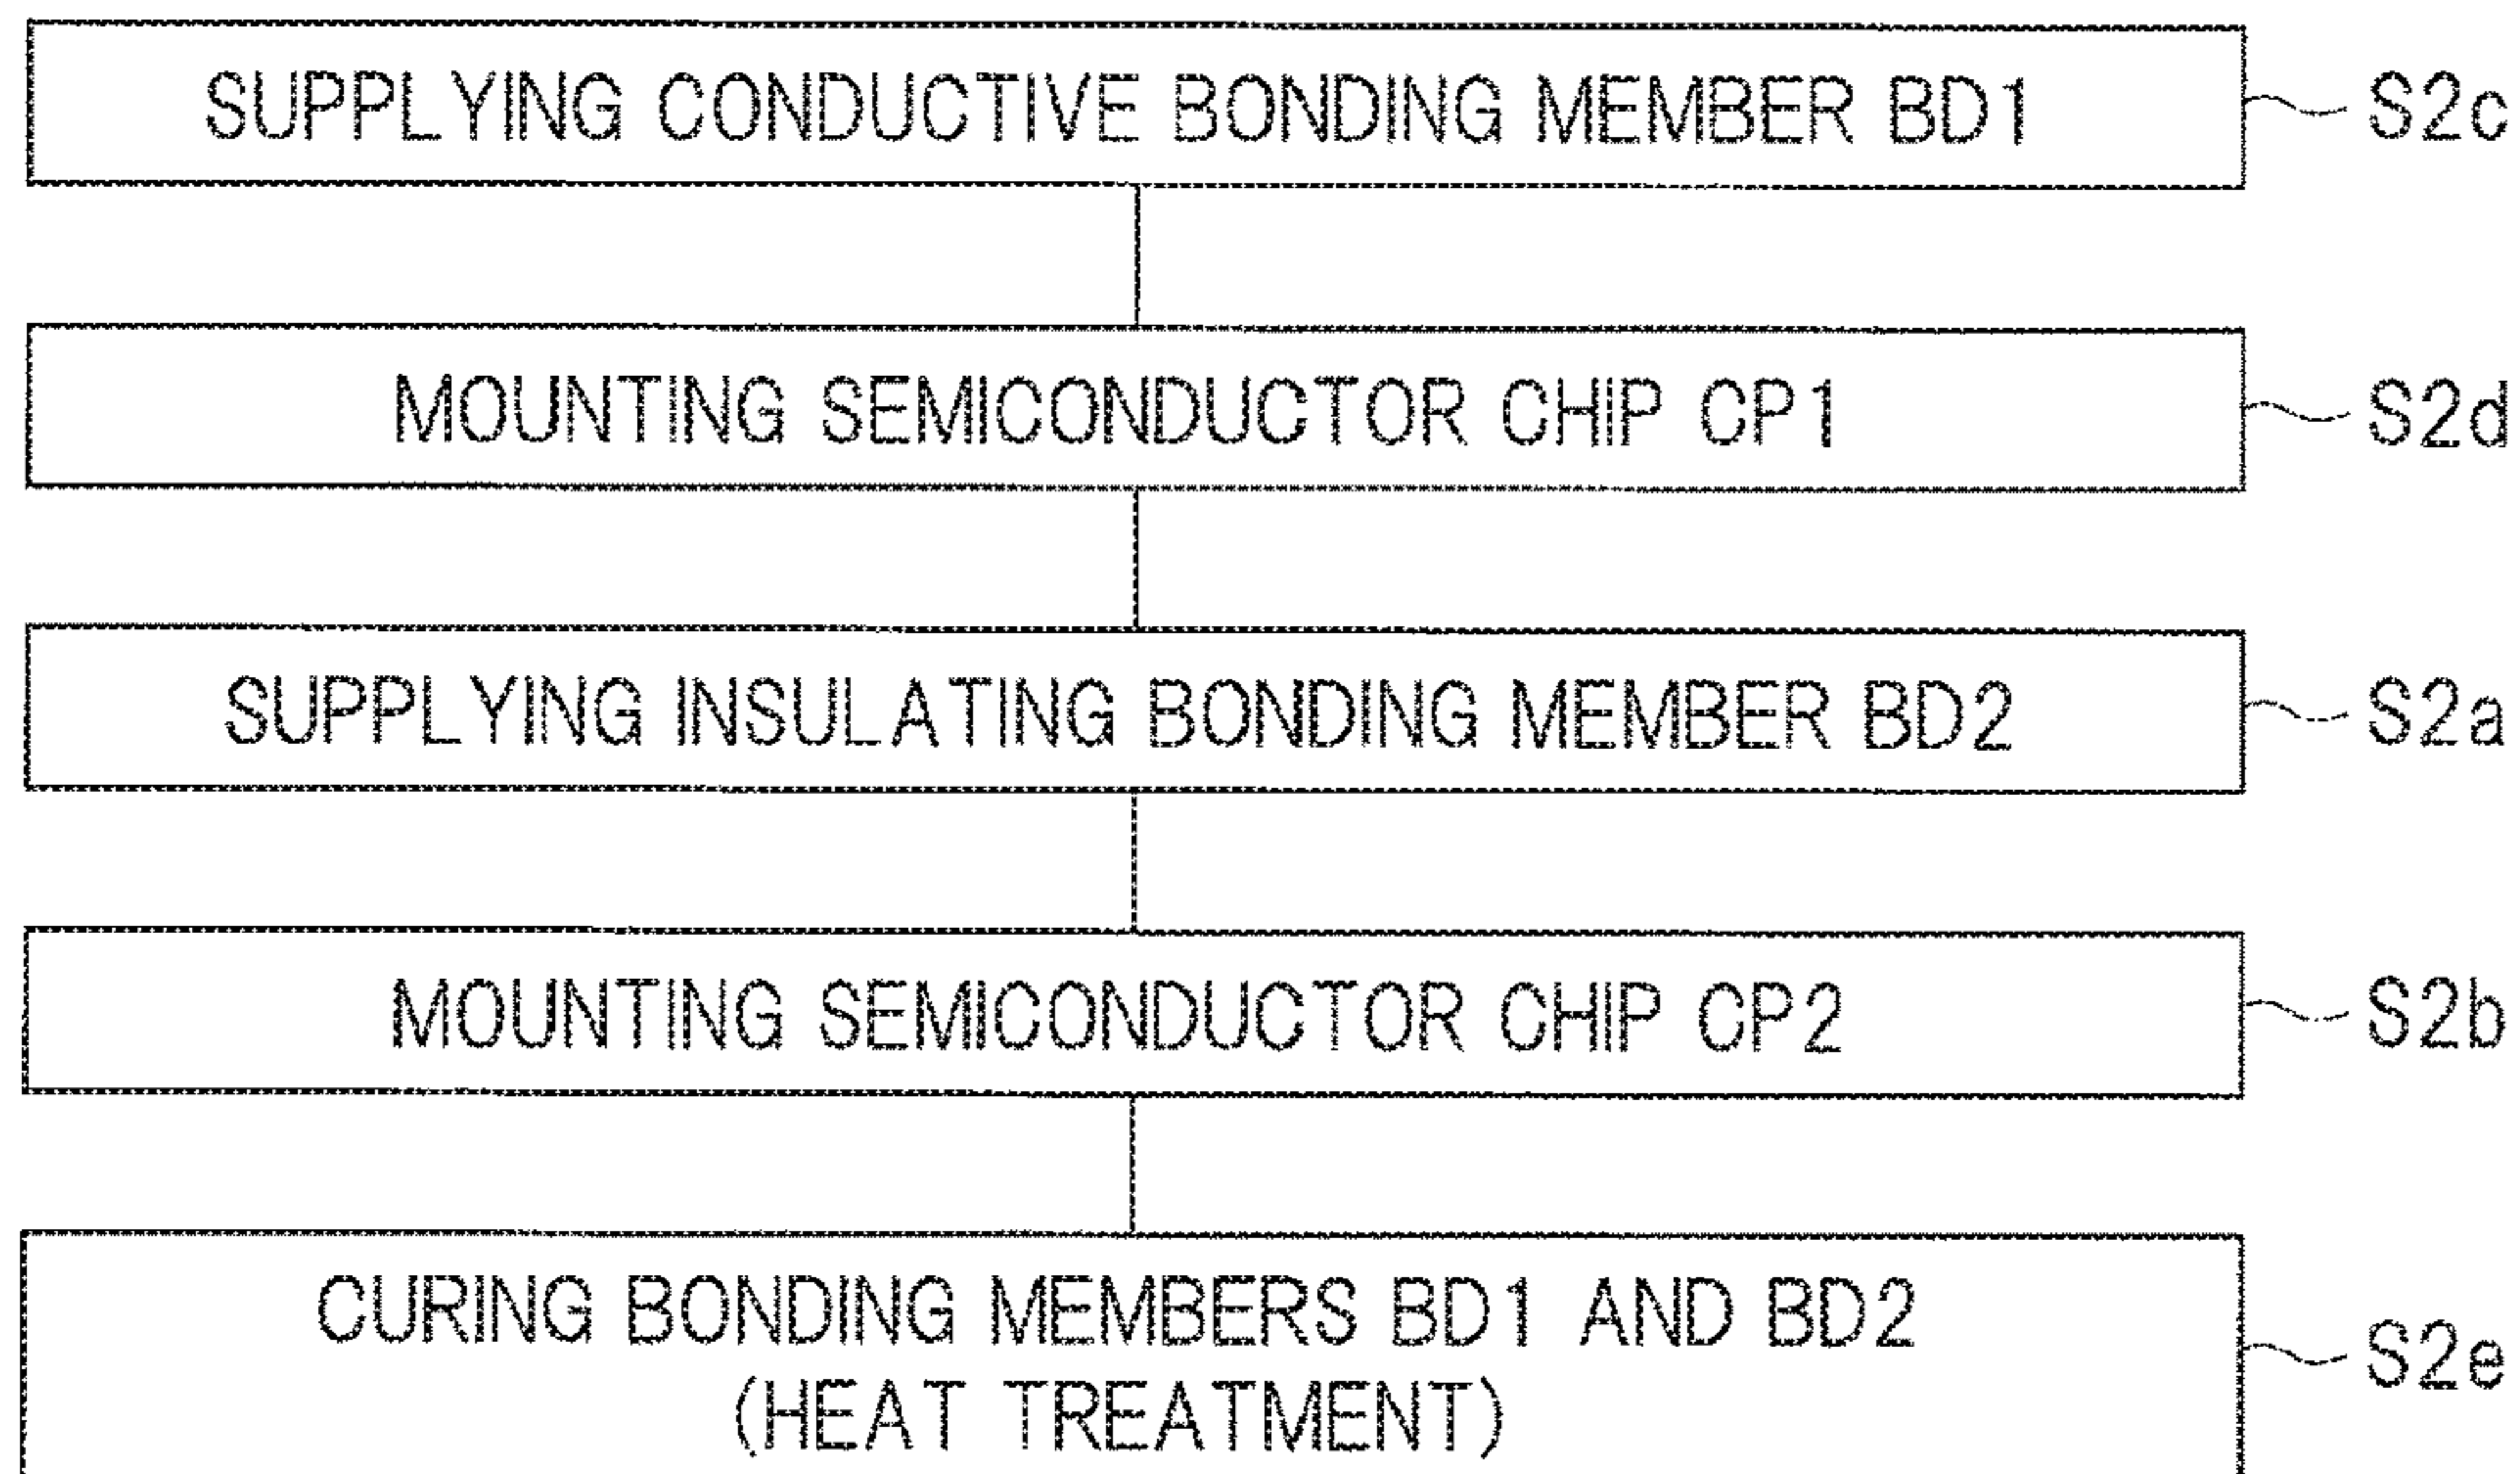 SUPPLYING CONDUCTIVE BONDING MEMBER BD1
S2c
MOUNTING SEMICONDUCTOR CHIP CP1
S2d
SUPPLYING INSULATING BONDING MEMBER BD2
S2a
MOUNTING SEMICONDUCTOR CHIP CP2
S2b
CURING BONDING MEMBERS BD1 AND BD2
(HEAT TREATMENT)
S2e